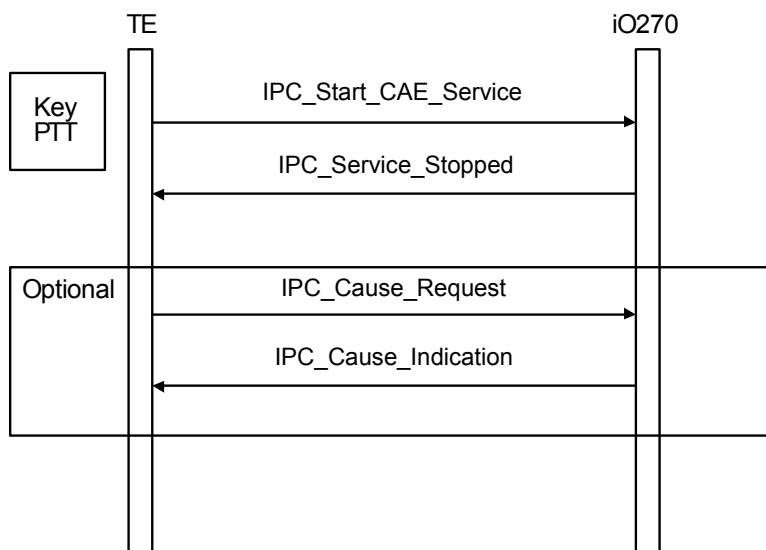 TE
iO270
Key
PTT
IPC_Start_CAE_Service
IPC_Service_Stopped
Optional
IPC_Cause_Request
IPC_Cause_Indication